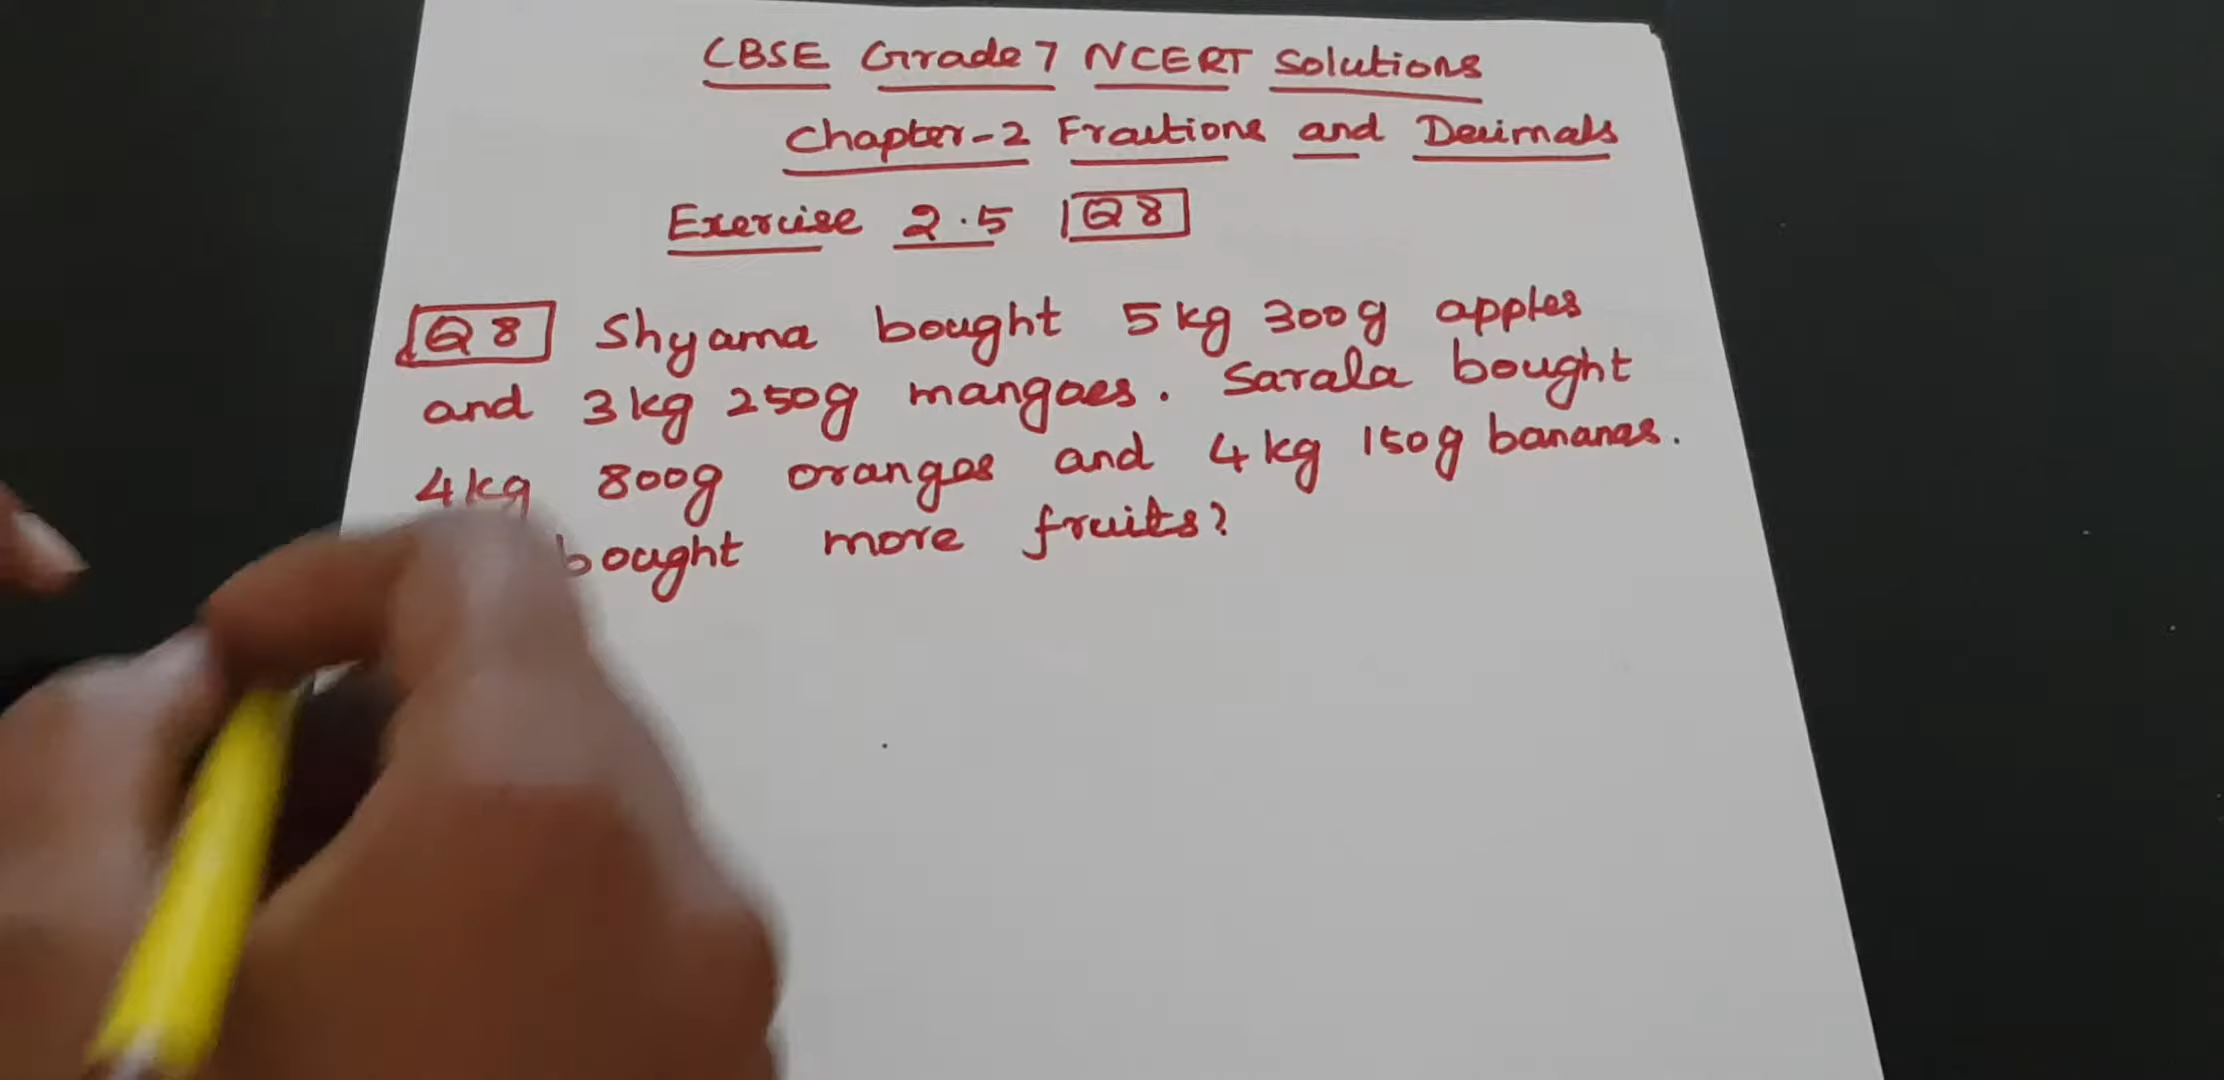 CBSE Grade 7 NCERT Solutions
Chapter-2 Fractions and Decimals
Exercise 2.5 Q8
Q8 Shyama bought 5kg 300g apples
and 3kg 250g mangoes. Sarala bought
4kg 800g oranges and 4kg 150g bananas.
bought more fruits?